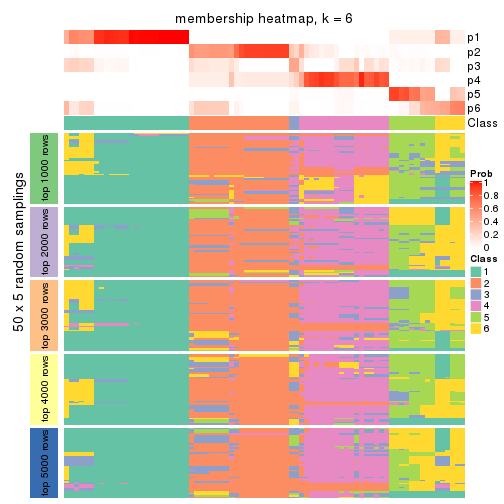 membership heatmap, k = 6
p1
p2
p3
p4
p5
p6
Class
50 x 5 random samplings
top 1000 rows
top 2000 rows
top 3000 rows
top 4000 rows
top 5000 rows
Prob
1
0.8
0.6
0.4
0.2
0
Class
1
2
3
4
5
6